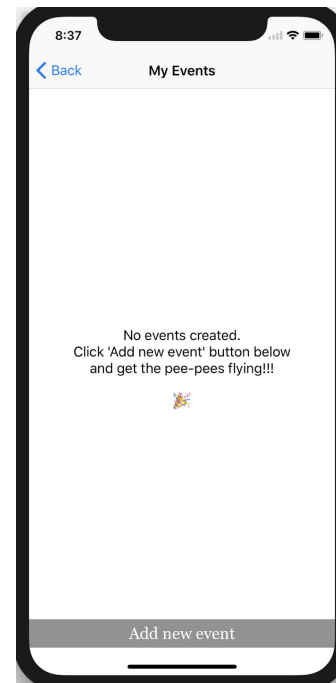 8:37
Back
My Events
No events created.
Click 'Add new event' button below
and get the pee-pees flying!!!
Add new event